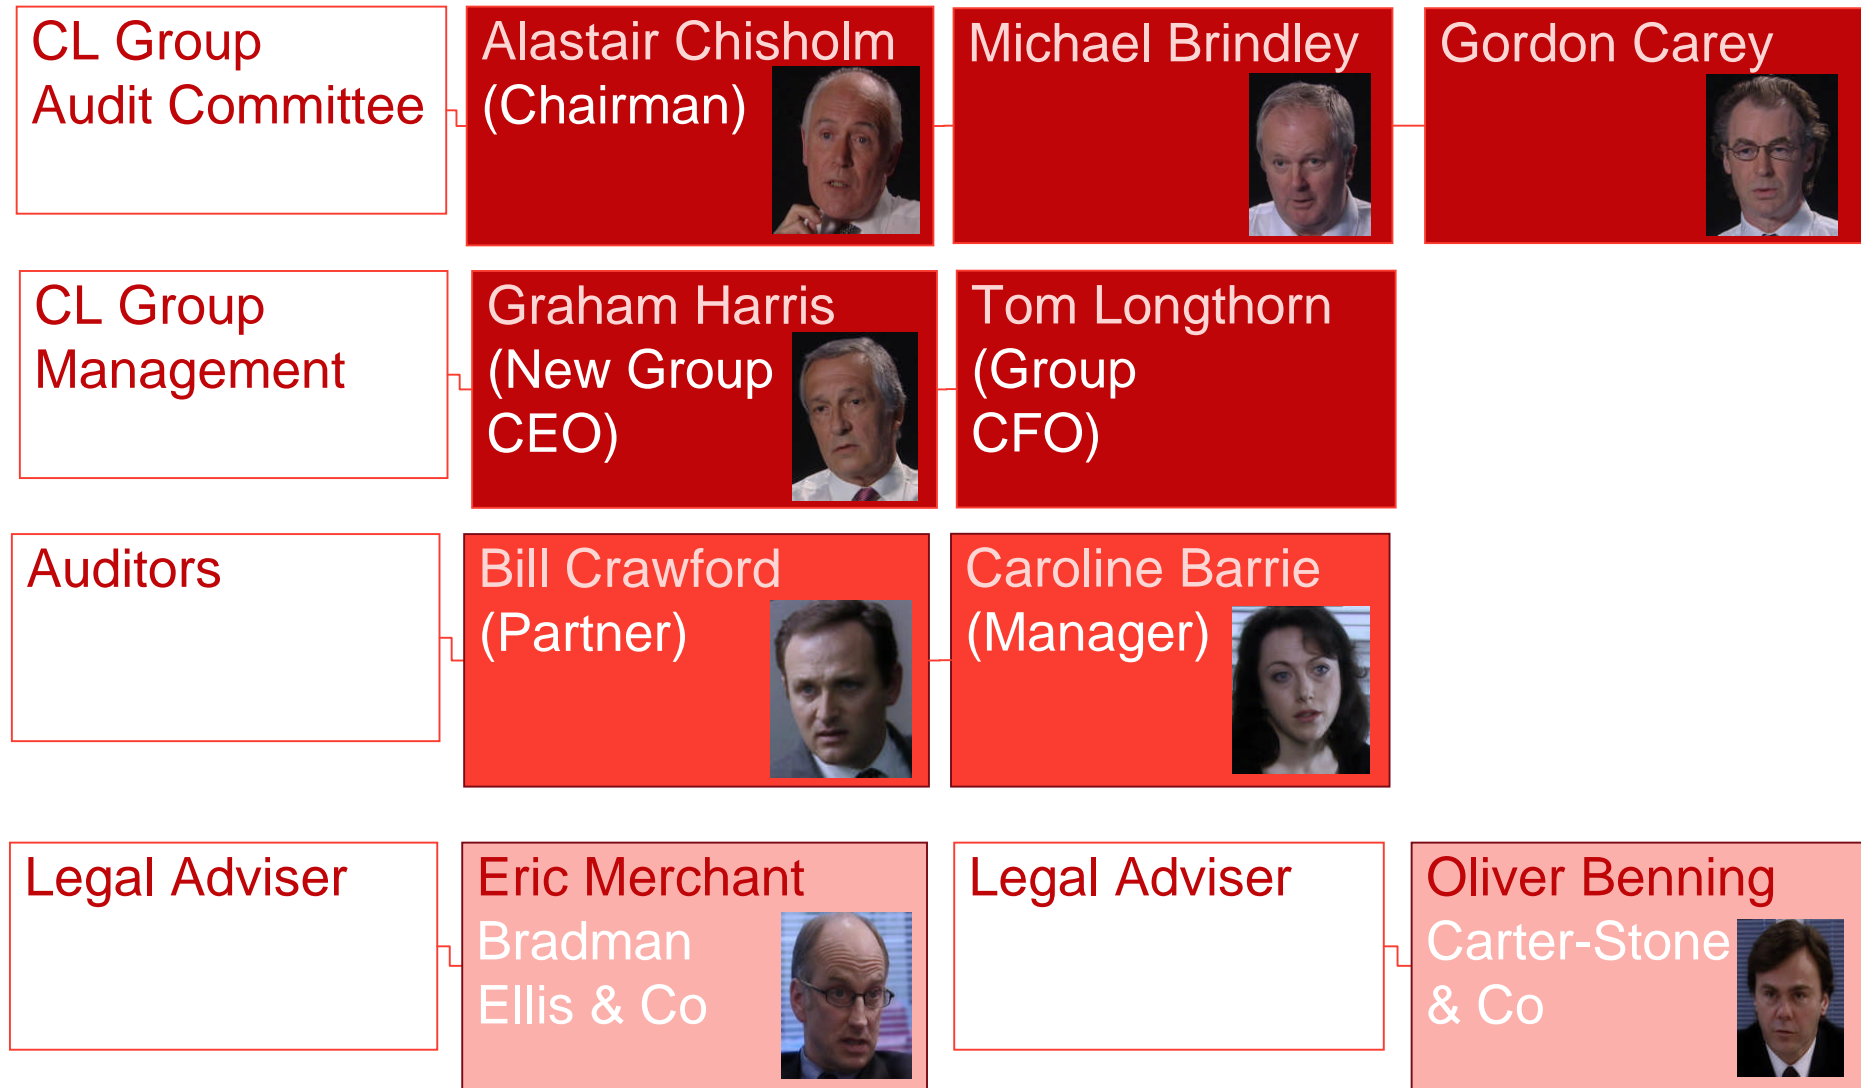 CL Group
Audit Committee
Alastair Chisholm
(Chairman)
Michael Brindley
Gordon Carey
CL Group
Management
Graham Harris
(New Group
CEO)
Tom Longthorn
(Group
CFO)
Auditors
Bill Crawford
(Partner)
Caroline Barrie
(Manager)
Legal Adviser
Eric Merchant
Bradman
Ellis & Co
Legal Adviser
Oliver Benning
Carter-Stone
& Co